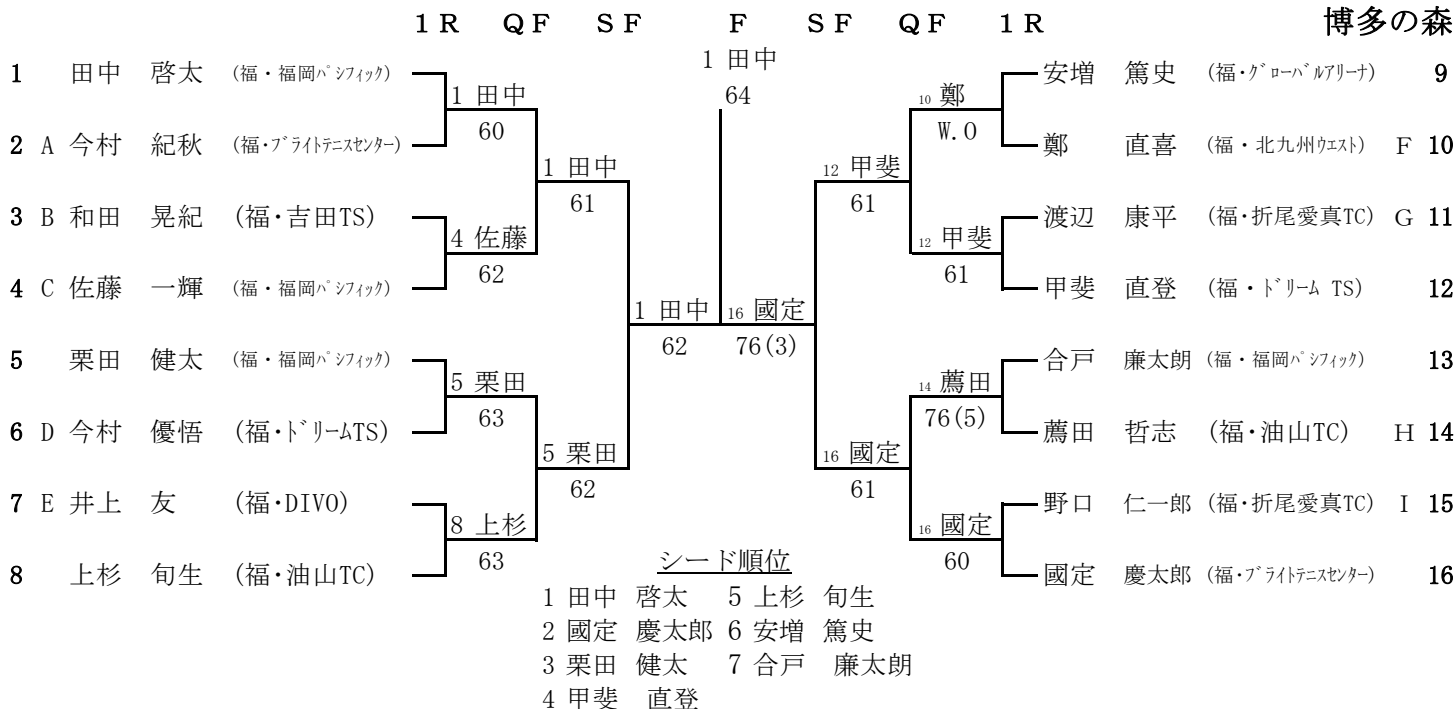 1R QF SF F SF QF 1R 博多の森
1 田中 啓太 (福・福岡パシフィック)
1 田中
60
2 A 今村 紀秋 (福・ブライトテニスセンター)
1 田中
61
3 B 和田 晃紀 (福・吉田TS)
4 佐藤
62
4 C 佐藤 一輝 (福・福岡パシフィック)
1 田中
62
5 栗田 健太 (福・福岡パシフィック)
5 栗田
63
6 D 今村 優悟 (福・ドリームTS)
5 栗田
62
7 E 井上 友 (福・DIVO)
8 上杉
63
8 上杉 旬生 (福・油山TC)
1 田中
64
安増 篤史 (福・グローバルアリーナ) 9
10 鄭
W.O
鄭 直喜 (福・北九州ウエスト) F 10
12 甲斐
61
渡辺 康平 (福・折尾愛真TC) G 11
12 甲斐
61
甲斐 直登 (福・ドリーム TS) 12
16 國定
76(3)
合戸 廉太朗 (福・福岡パシフィック) 13
14 薦田
76(5)
薦田 哲志 (福・油山TC) H 14
16 國定
61
野口 仁一郎 (福・折尾愛真TC) I 15
16 國定
60
國定 慶太郎 (福・ブライトテニスセンター) 16
シード順位
1 田中 啓太 5 上杉 旬生
2 國定 慶太郎 6 安増 篤史
3 栗田 健太 7 合戸 廉太朗
4 甲斐 直登